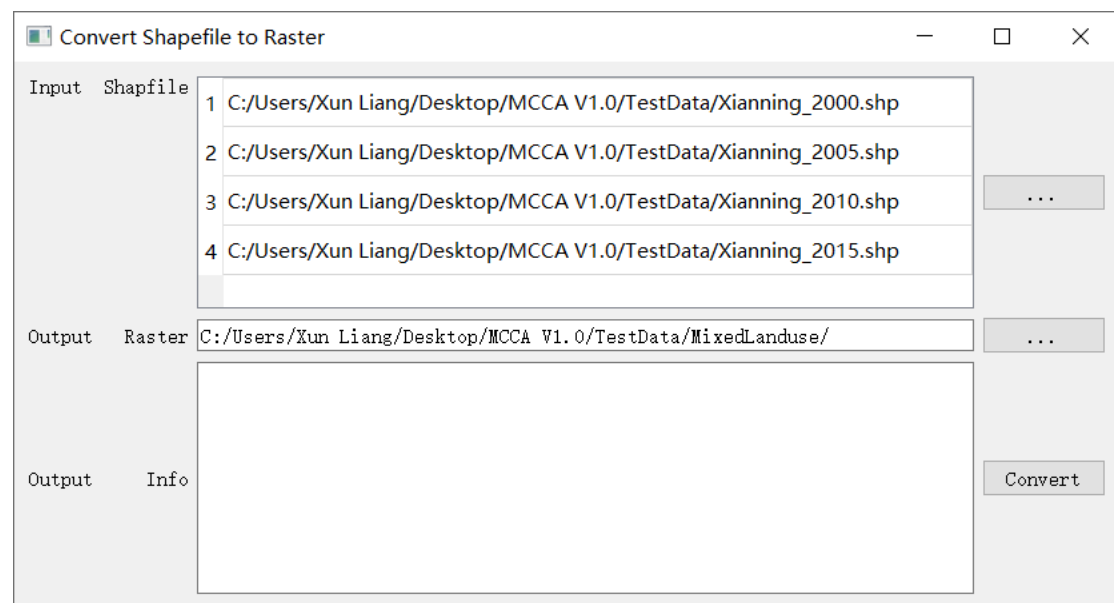 Convert Shapefile to Raster
Input Shapfile
1 C:/Users/Xun Liang/Desktop/MCCA V1.0/TestData/Xianning_2000.shp
2 C:/Users/Xun Liang/Desktop/MCCA V1.0/TestData/Xianning_2005.shp
3 C:/Users/Xun Liang/Desktop/MCCA V1.0/TestData/Xianning_2010.shp
4 C:/Users/Xun Liang/Desktop/MCCA V1.0/TestData/Xianning_2015.shp
...
Output Raster C:/Users/Xun Liang/Desktop/MCCA V1.0/TestData/MixedLanduse/ ...
Output Info Convert